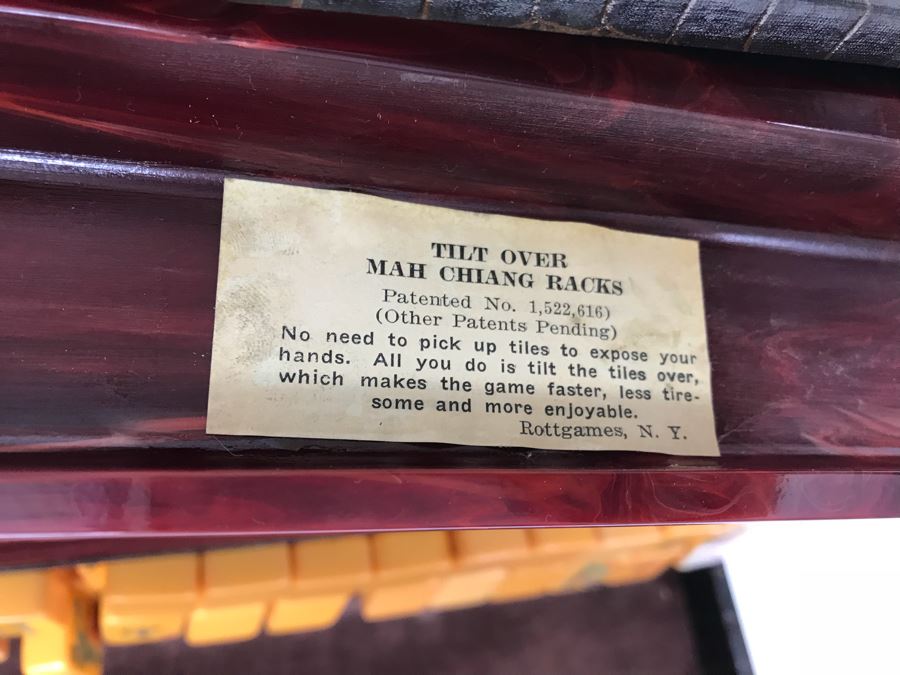 TILT OVER
MAH CHIANG RACKS
Patented No. 1,522,616)
(Other Patents Pending)
No need to pick up tiles to expose your
hands. All you do is tilt the tiles over,
which makes the game faster, less tire-
some and more enjoyable.
Rottgames, N. Y.